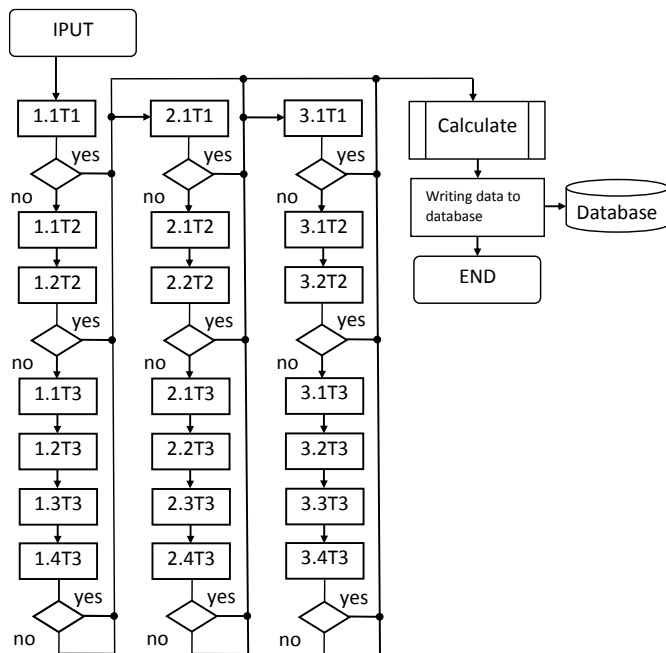 IPUT
1.1T1
yes
no
1.1T2
1.2T2
yes
no
1.1T3
1.2T3
1.3T3
1.4T3
yes
no
2.1T1
yes
no
2.1T2
2.2T2
yes
no
2.1T3
2.2T3
2.3T3
2.4T3
yes
no
3.1T1
yes
no
3.1T2
3.2T2
yes
no
3.1T3
3.2T3
3.3T3
3.4T3
yes
no
Calculate
Writing data to
database
Database
END